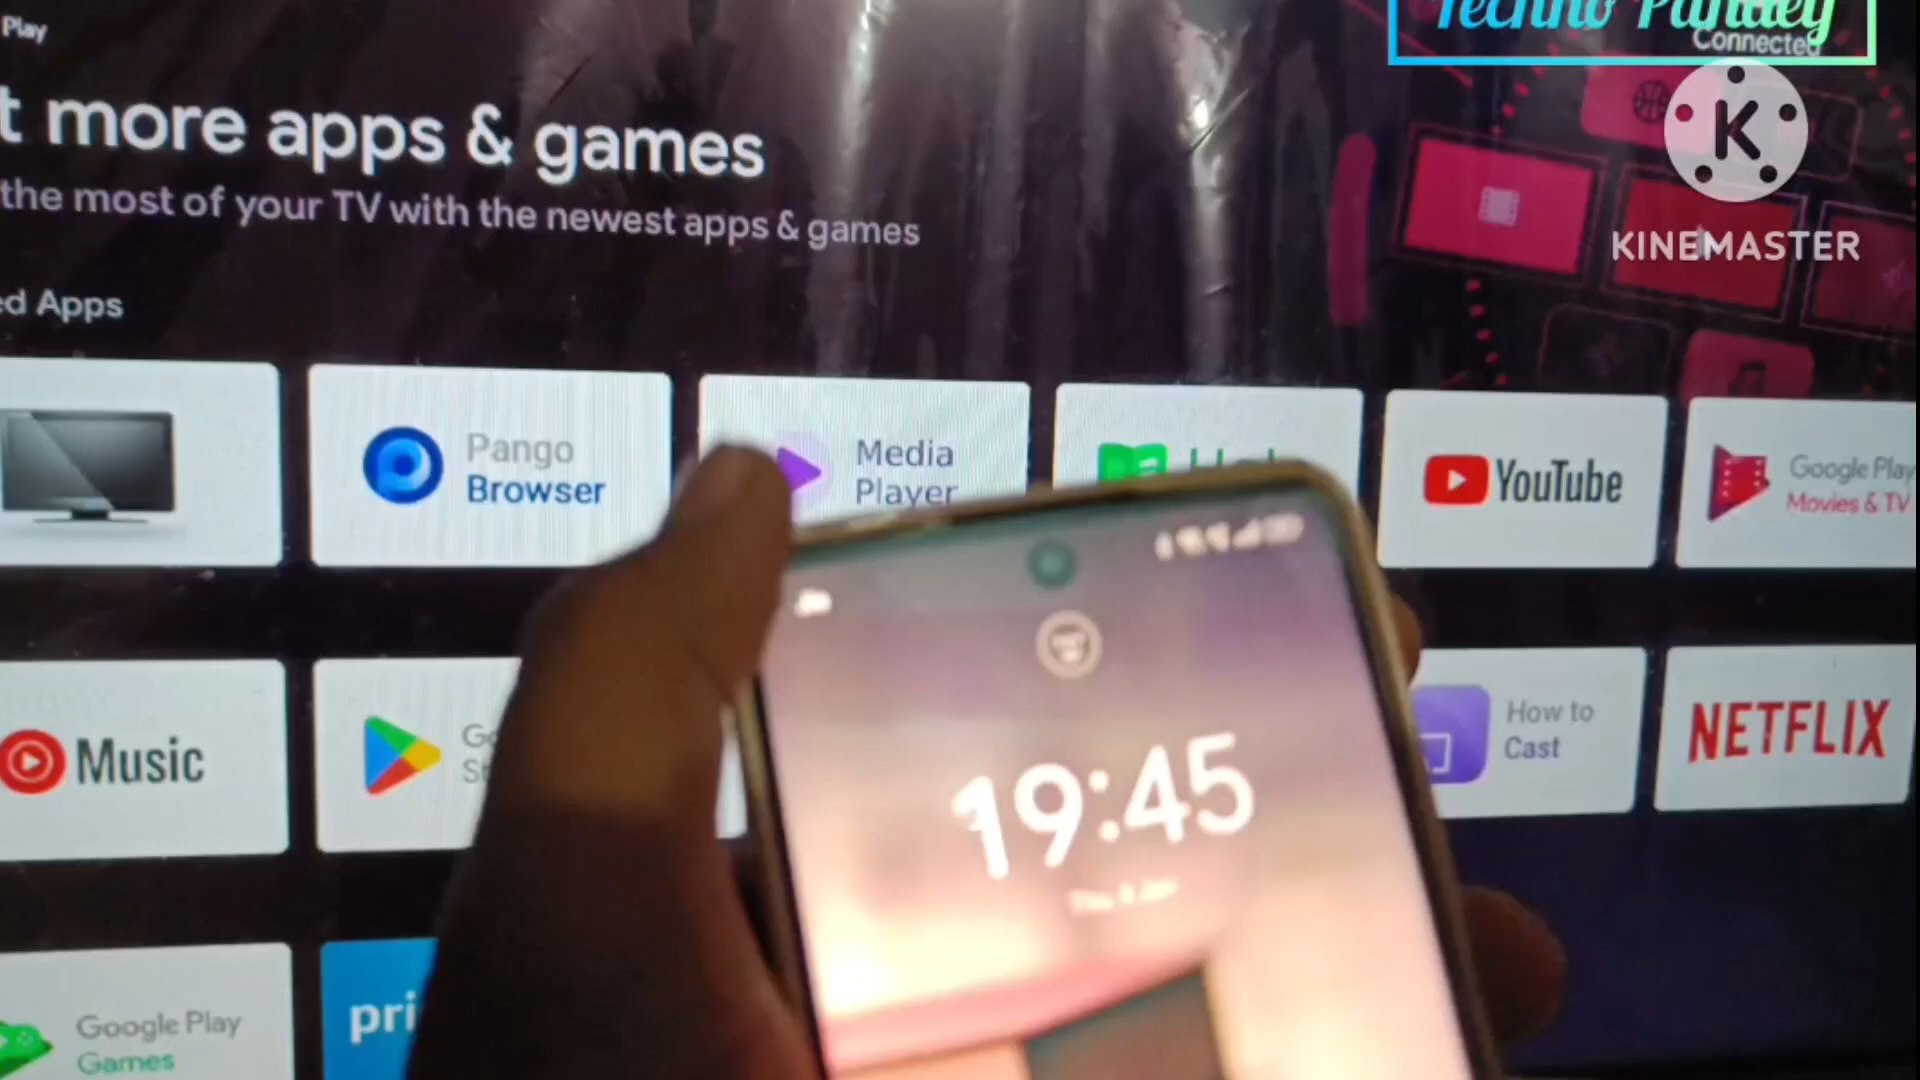 Play
Techno Pandey
Connected
t more apps & games
the most of your TV with the newest apps & games
KINEMASTER
ed Apps
Pango
Browser
Media
Player
YouTube
Google Play
Movies & TV
Music
How to
Cast
NETFLIX
19:45
Google Play
Games
pri